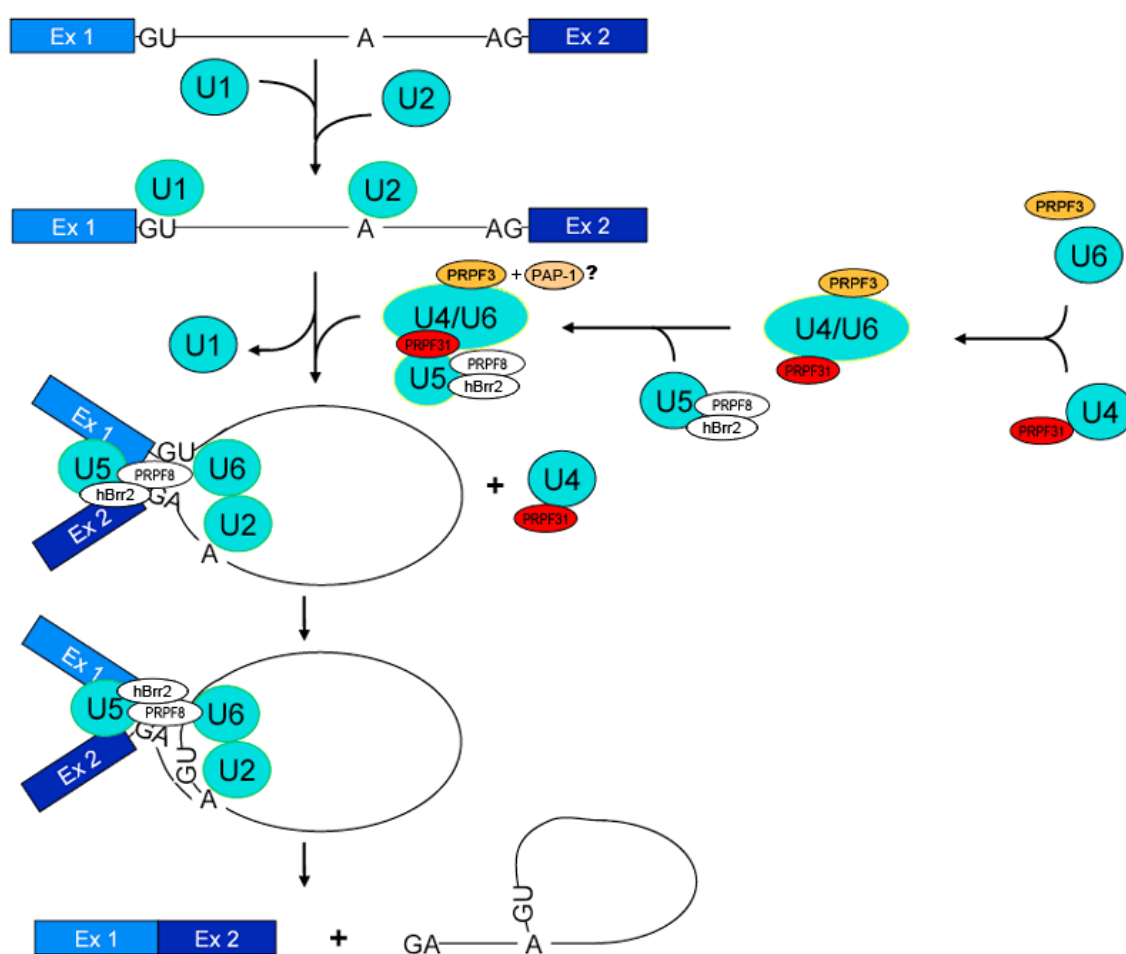 Ex 1 GU A AG Ex 2
U1 U2
U1 U2
Ex 1 GU A AG Ex 2
PRPF3 + PAP-1 ?
U4/U6
PRPF31
U5 PRPF8
hBrr2
PRPF3
U4/U6
PRPF31
PRPF3
U6
U1
U5 PRPF8
hBrr2
PRPF31 U4
Ex 1 GU
U5 PRPF8 U6
hBrr2 GA
Ex 2 U2
A
+ U4
PRPF31
Ex 1
hBrr2
U5 PRPF8 U6
GA
Ex 2 GU U2
A
Ex 1 Ex 2 + GA A GU